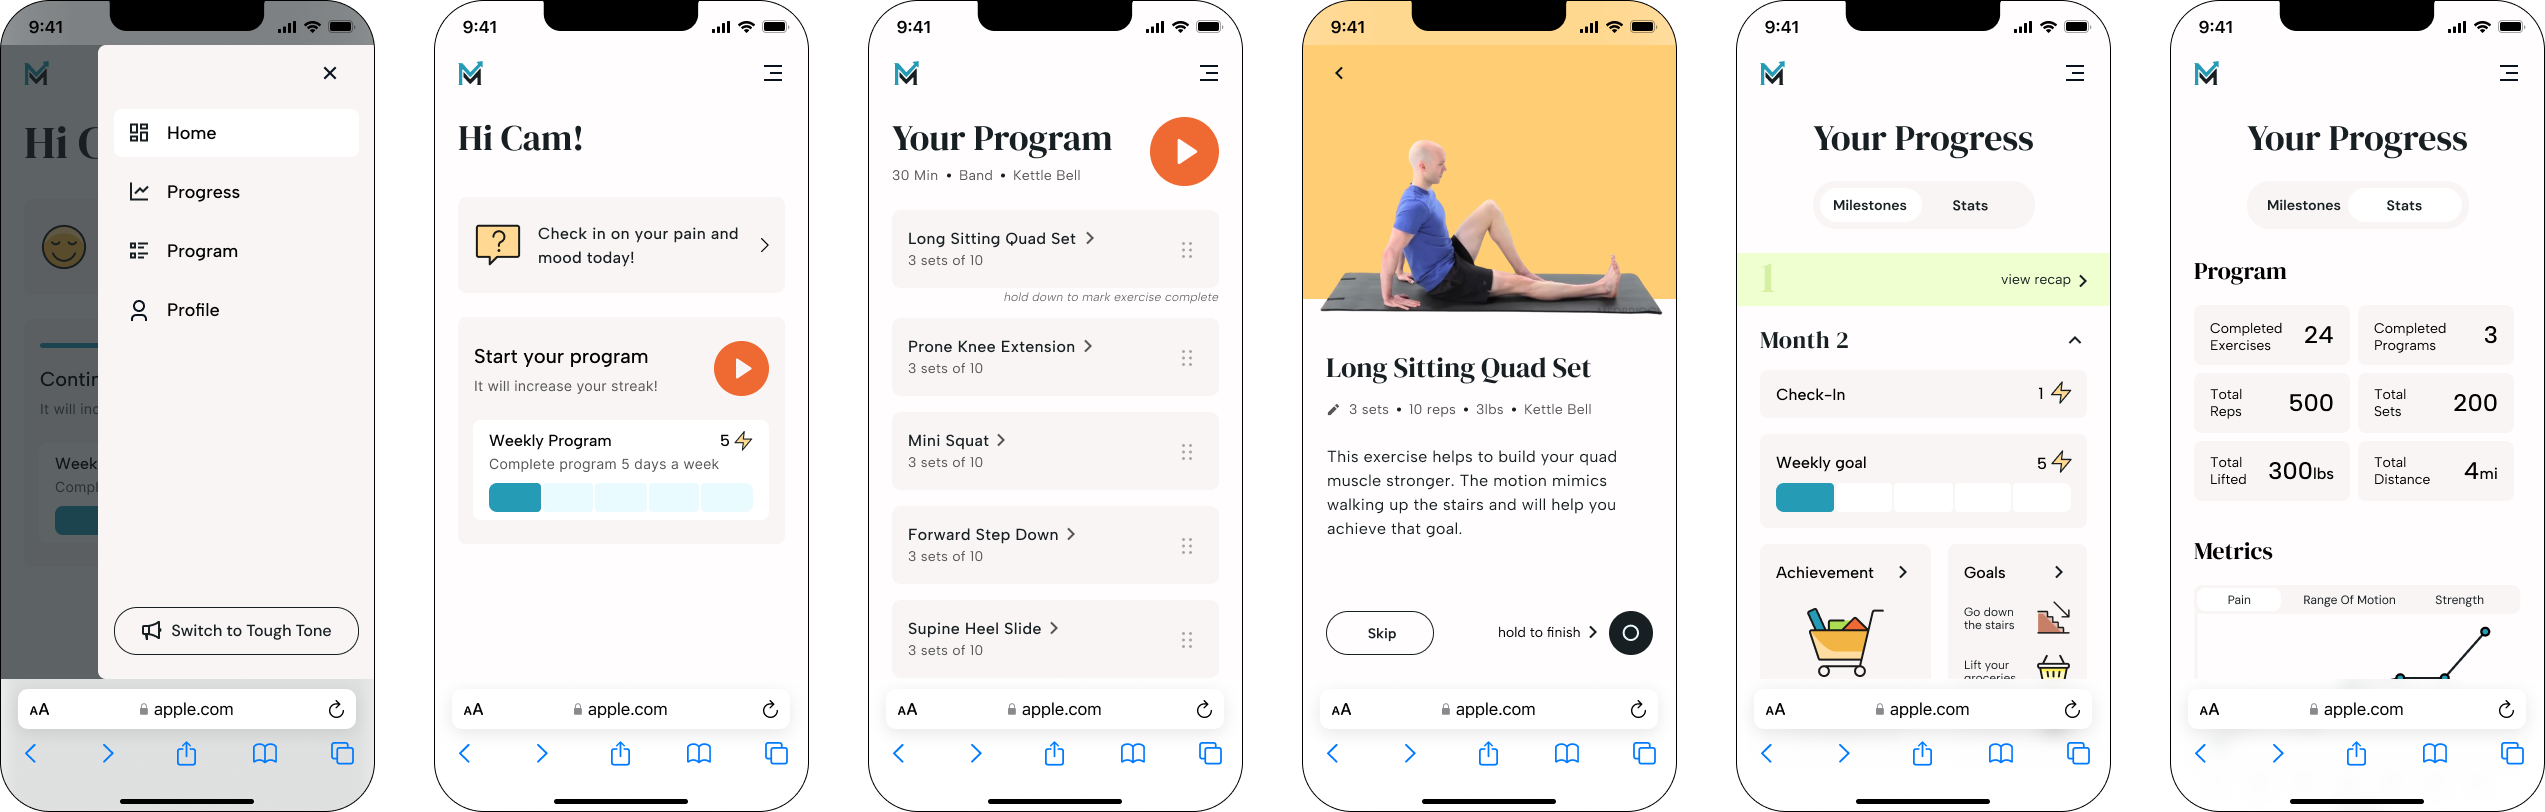 9:41
Hi C
Contin
It will inc
Week
Compl
Home
Progress
Program
Profile
Switch to Tough Tone
AA
apple.com
9:41
Hi Cam!
?
Check in on your pain and
mood today!
Start your program
It will increase your streak!
Weekly Program 5
Complete program 5 days a week
AA
apple.com
9:41
Your Program
30 Min • Band • Kettle Bell
Long Sitting Quad Set
3 sets of 10
hold down to mark exercise complete
Prone Knee Extension
3 sets of 10
Mini Squat
3 sets of 10
Forward Step Down
3 sets of 10
Supine Heel Slide
3 sets of 10
AA
apple.com
9:41
Long Sitting Quad Set
3 sets • 10 reps • 3lbs • Kettle Bell
This exercise helps to build your quad
muscle stronger. The motion mimics
walking up the stairs and will help you
achieve that goal.
Skip
hold to finish
AA
apple.com
9:41
Your Progress
Milestones Stats
1
view recap
Month 2
Check-In 1
Weekly goal 5
Achievement
Goals
Go down
the stairs
Lift your
groceries
AA
apple.com
9:41
Your Progress
Milestones Stats
Program
Completed
Exercises
24
Completed
Programs
3
Total
Reps
500
Total
Sets
200
Total
Lifted
300lbs
Total
Distance
4mi
Metrics
Pain Range Of Motion Strength
AA
apple.com